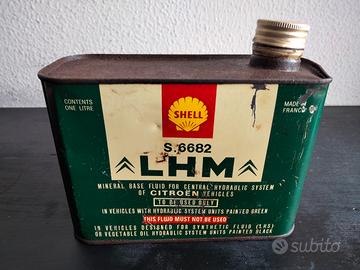 SHELL
CONTENTS
ONE LITRE
MADE IN
FRANCE
S.6682
LHM
MINERAL BASE FLUID FOR CENTRAL HYDRAULIC SYSTEM
OF CITROËN VEHICLES
TO BE USED ONLY
IN VEHICLES WITH HYDRAULIC SYSTEM UNITS PAINTED GREEN
THIS FLUID MUST NOT BE USED
IN VEHICLES DESIGNED FOR SYNTHETIC FLUID (LHS)
OR VEGETABLE OIL HYDRAULIC SYSTEM UNITS PAINTED BLACK
subito